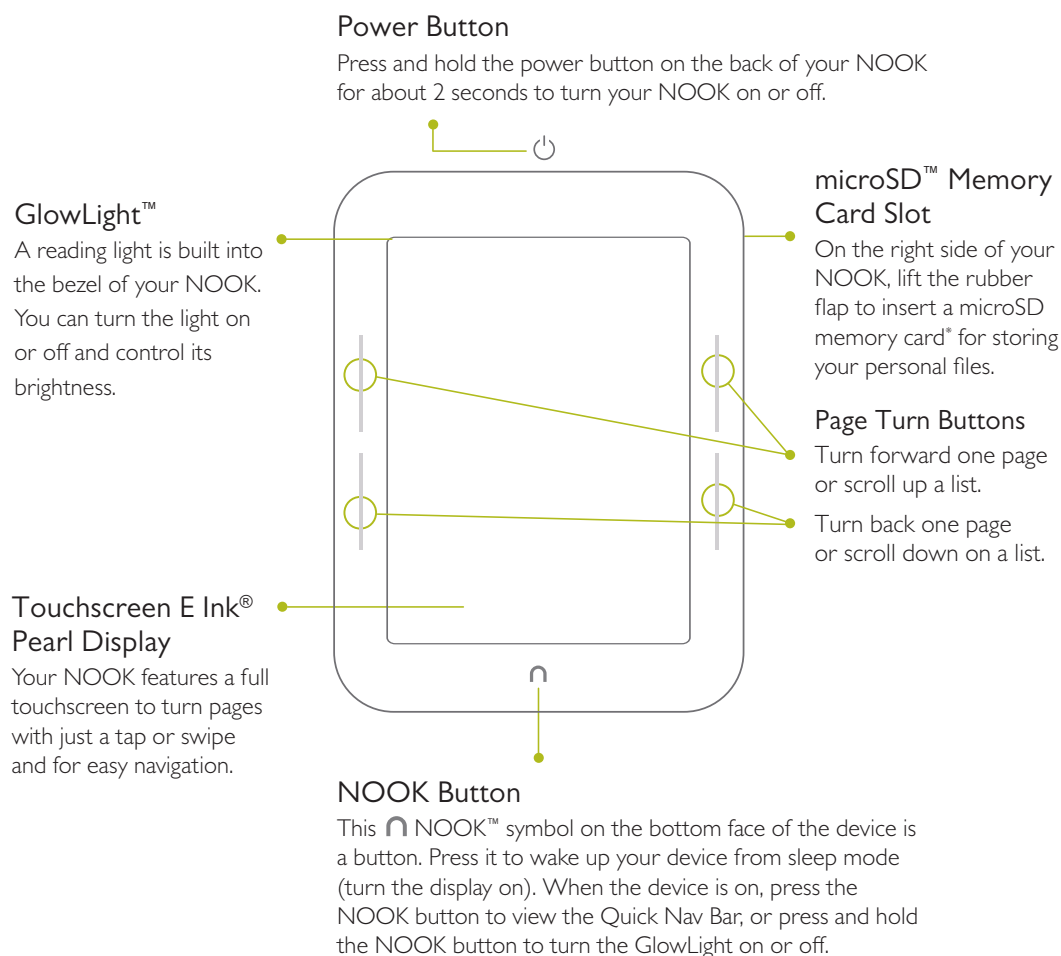 Power Button
Press and hold the power button on the back of your NOOK
for about 2 seconds to turn your NOOK on or off.
GlowLight™
A reading light is built into
the bezel of your NOOK.
You can turn the light on
or off and control its
brightness.
microSD™ Memory
Card Slot
On the right side of your
NOOK, lift the rubber
flap to insert a microSD
memory card* for storing
your personal files.
Page Turn Buttons
Turn forward one page
or scroll up a list.
Turn back one page
or scroll down on a list.
Touchscreen E Ink®
Pearl Display
Your NOOK features a full
touchscreen to turn pages
with just a tap or swipe
and for easy navigation.
NOOK Button
This n NOOK™ symbol on the bottom face of the device is
a button. Press it to wake up your device from sleep mode
(turn the display on). When the device is on, press the
NOOK button to view the Quick Nav Bar, or press and hold
the NOOK button to turn the GlowLight on or off.